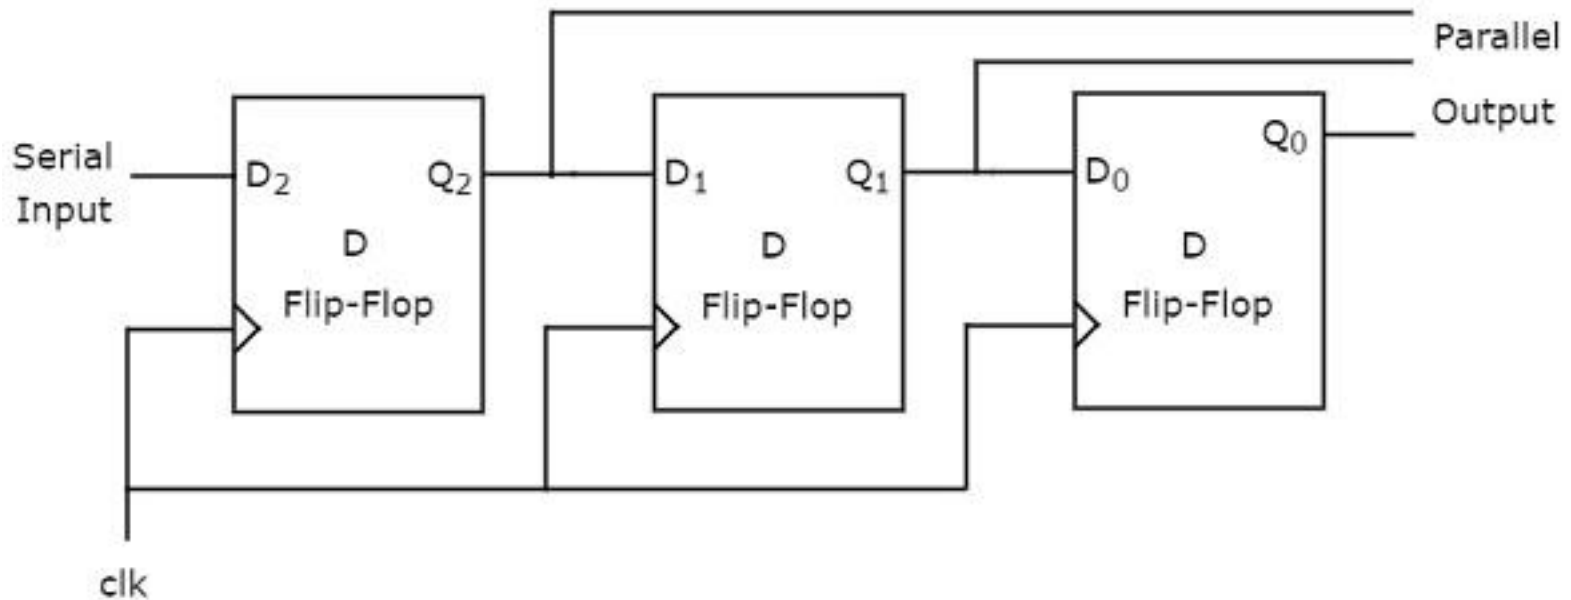 Parallel
Output
Serial
Input
D₂
Q₂
D
Flip-Flop
D₁
Q₁
D
Flip-Flop
D₀
Q₀
D
Flip-Flop
clk